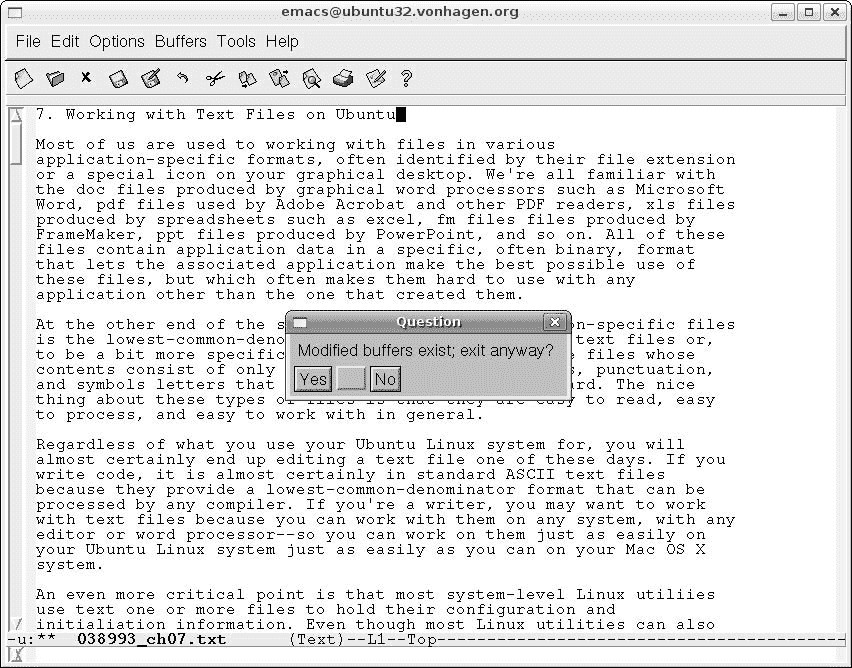 emacs@ubuntu32.vonhagen.org
File Edit Options Buffers Tools Help
7. Working with Text Files on Ubuntu
Most of us are used to working with files in various
application-specific formats, often identified by their file extension
or a special icon on your graphical desktop. We're all familiar with
the doc files produced by graphical word processors such as Microsoft
Word, pdf files used by Adobe Acrobat and other PDF readers, xls files
produced by spreadsheets such as excel, fm files files produced by
FrameMaker, ppt files produced by PowerPoint, and so on. All of these
files contain application data in a specific, often binary, format
that lets the associated application make the best possible use of
these files, but which often makes them hard to use with any
application other than the one that created them.
At the other end of the s
n-specific files
is the lowest-common-deno
text files or,
to be a bit more specific
e files whose
contents consist of only
s, punctuation,
and symbols letters that
ard. The nice
thing about these types of files is that they are easy to read, easy
to process, and easy to work with in general.
Question
Modified buffers exist; exit anyway?
Yes No
Regardless of what you use your Ubuntu Linux system for, you will
almost certainly end up editing a text file one of these days. If you
write code, it is almost certainly in standard ASCII text files
because they provide a lowest-common-denominator format that can be
processed by any compiler. If you're a writer, you may want to work
with text files because you can work with them on any system, with any
editor or word processor--so you can work on them just as easily on
your Ubuntu Linux system just as easily as you can on your Mac OS X
system.
An even more critical point is that most system-level Linux utiliies
use text one or more files to hold their configuration and
initialiation information. Even though most Linux utilities can also
-u:** 038993_ch07.txt (Text)--L1--Top--------------------------------------------